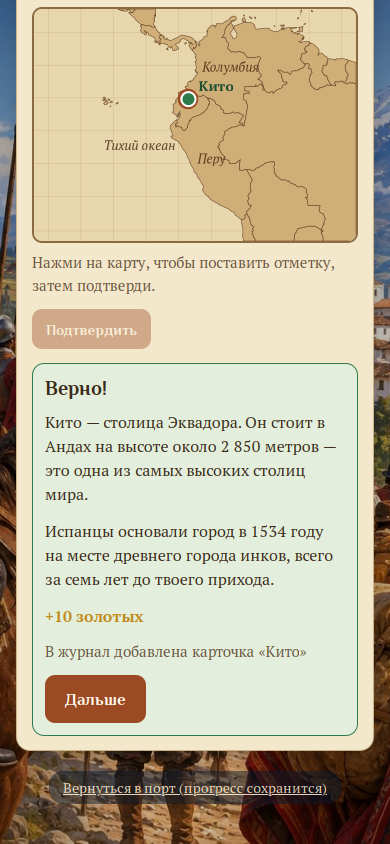 Колумбия
Кито
Тихий океан
Перу
Нажми на карту, чтобы поставить отметку,
затем подтверди.
Подтвердить
Верно!
Кито — столица Эквадора. Он стоит в
Андах на высоте около 2 850 метров —
это одна из самых высоких столиц
мира.
Испанцы основали город в 1534 году
на месте древнего города инков, всего
за семь лет до твоего прихода.
+10 золотых
В журнал добавлена карточка «Кито»
Дальше
Вернуться в порт (прогресс сохранится)